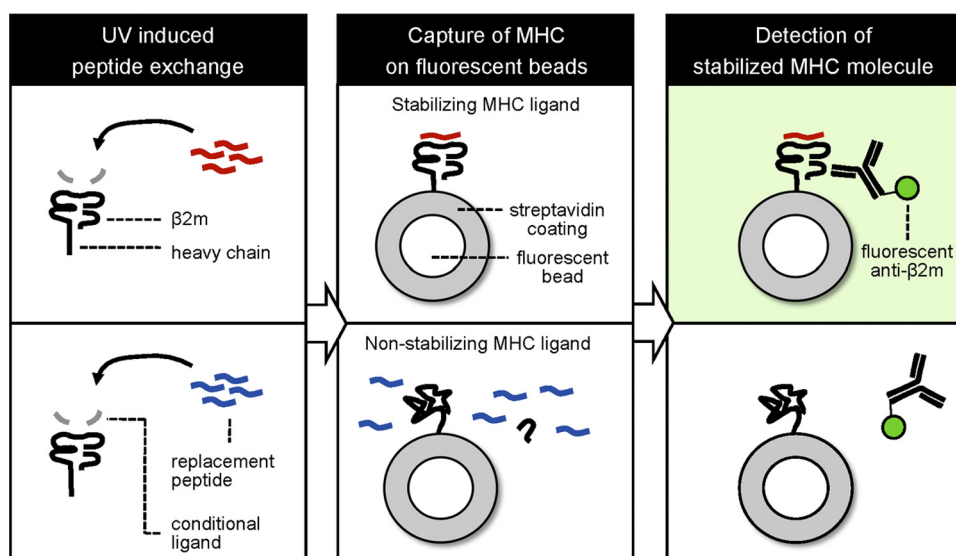 UV induced
peptide exchange
Capture of MHC
on fluorescent beads
Detection of
stabilized MHC molecule
β2m
heavy chain
Stabilizing MHC ligand
streptavidin
coating
fluorescent
bead
fluorescent
anti-β2m
replacement
peptide
conditional
ligand
Non-stabilizing MHC ligand